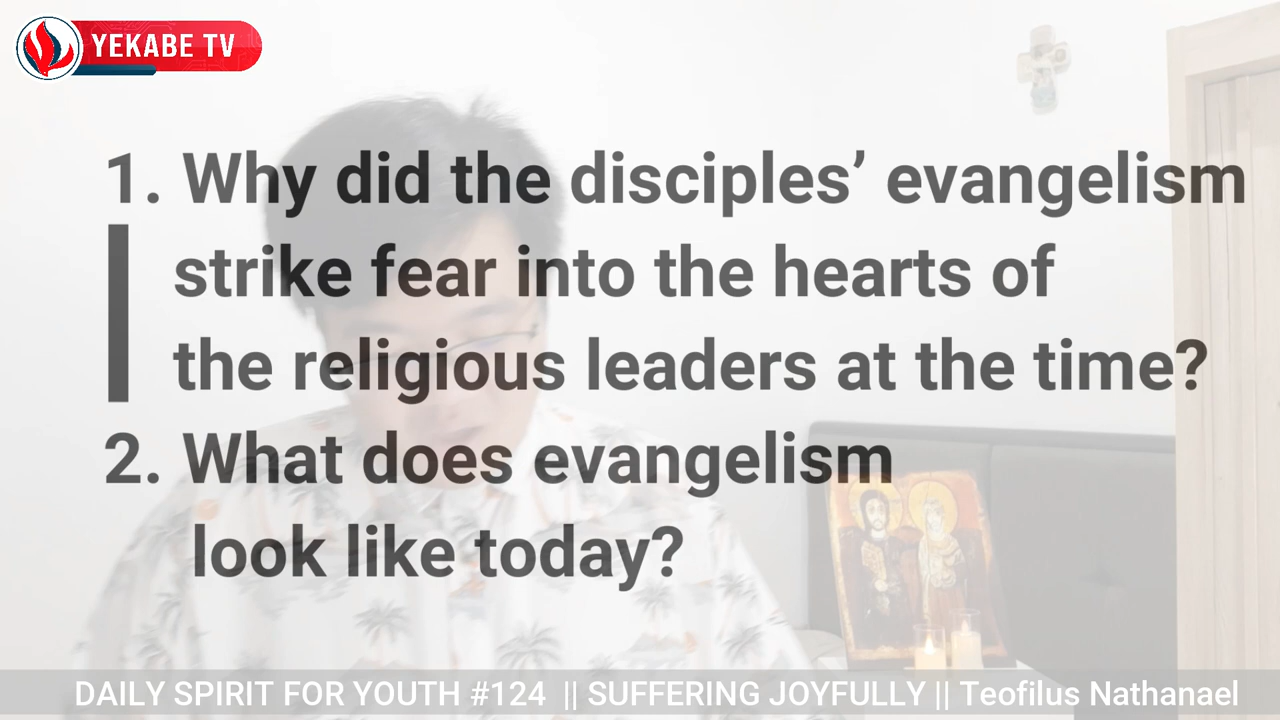 YEKABE TV
1. Why did the disciples’ evangelism
strike fear into the hearts of
the religious leaders at the time?
2. What does evangelism
look like today?
DAILY SPIRIT FOR YOUTH #124 || SUFFERING JOYFULLY || Teofilus Nathanael